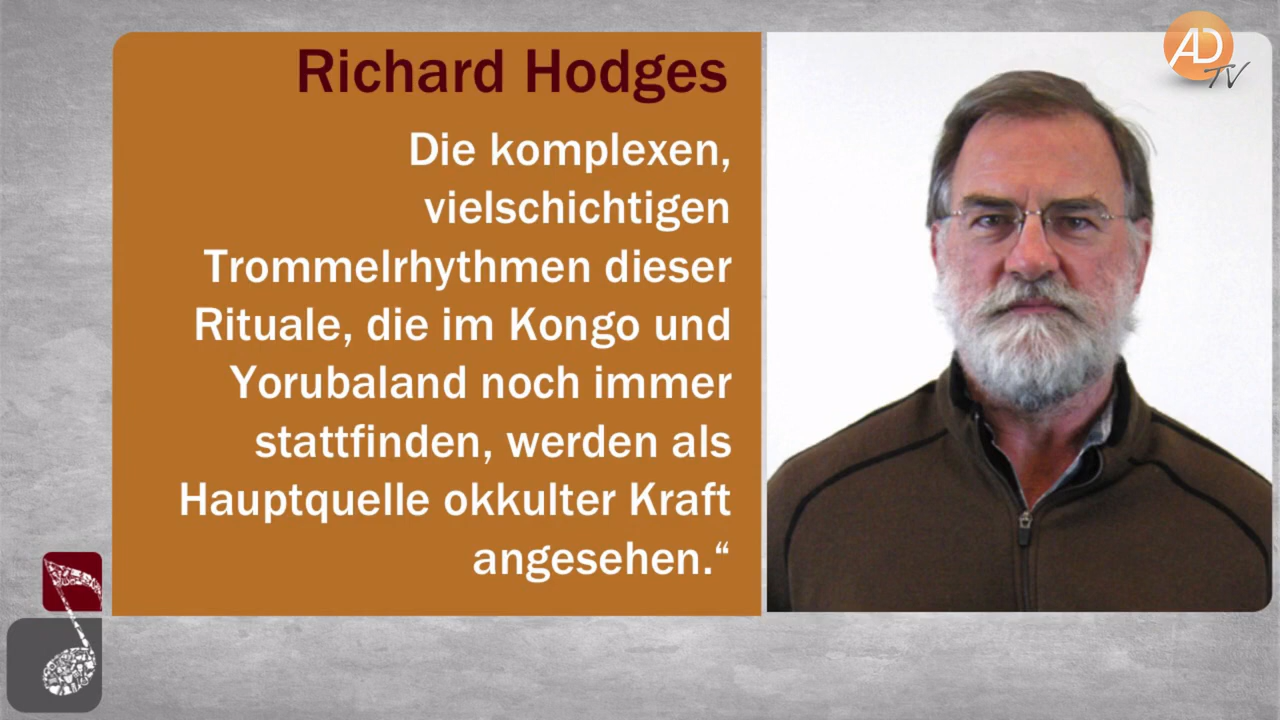 AD
TV
Richard Hodges
Die komplexen,
vielschichtigen
Trommelrhythmen dieser
Rituale, die im Kongo und
Yorubaland noch immer
stattfinden, werden als
Hauptquelle okkulter Kraft
angesehen.“